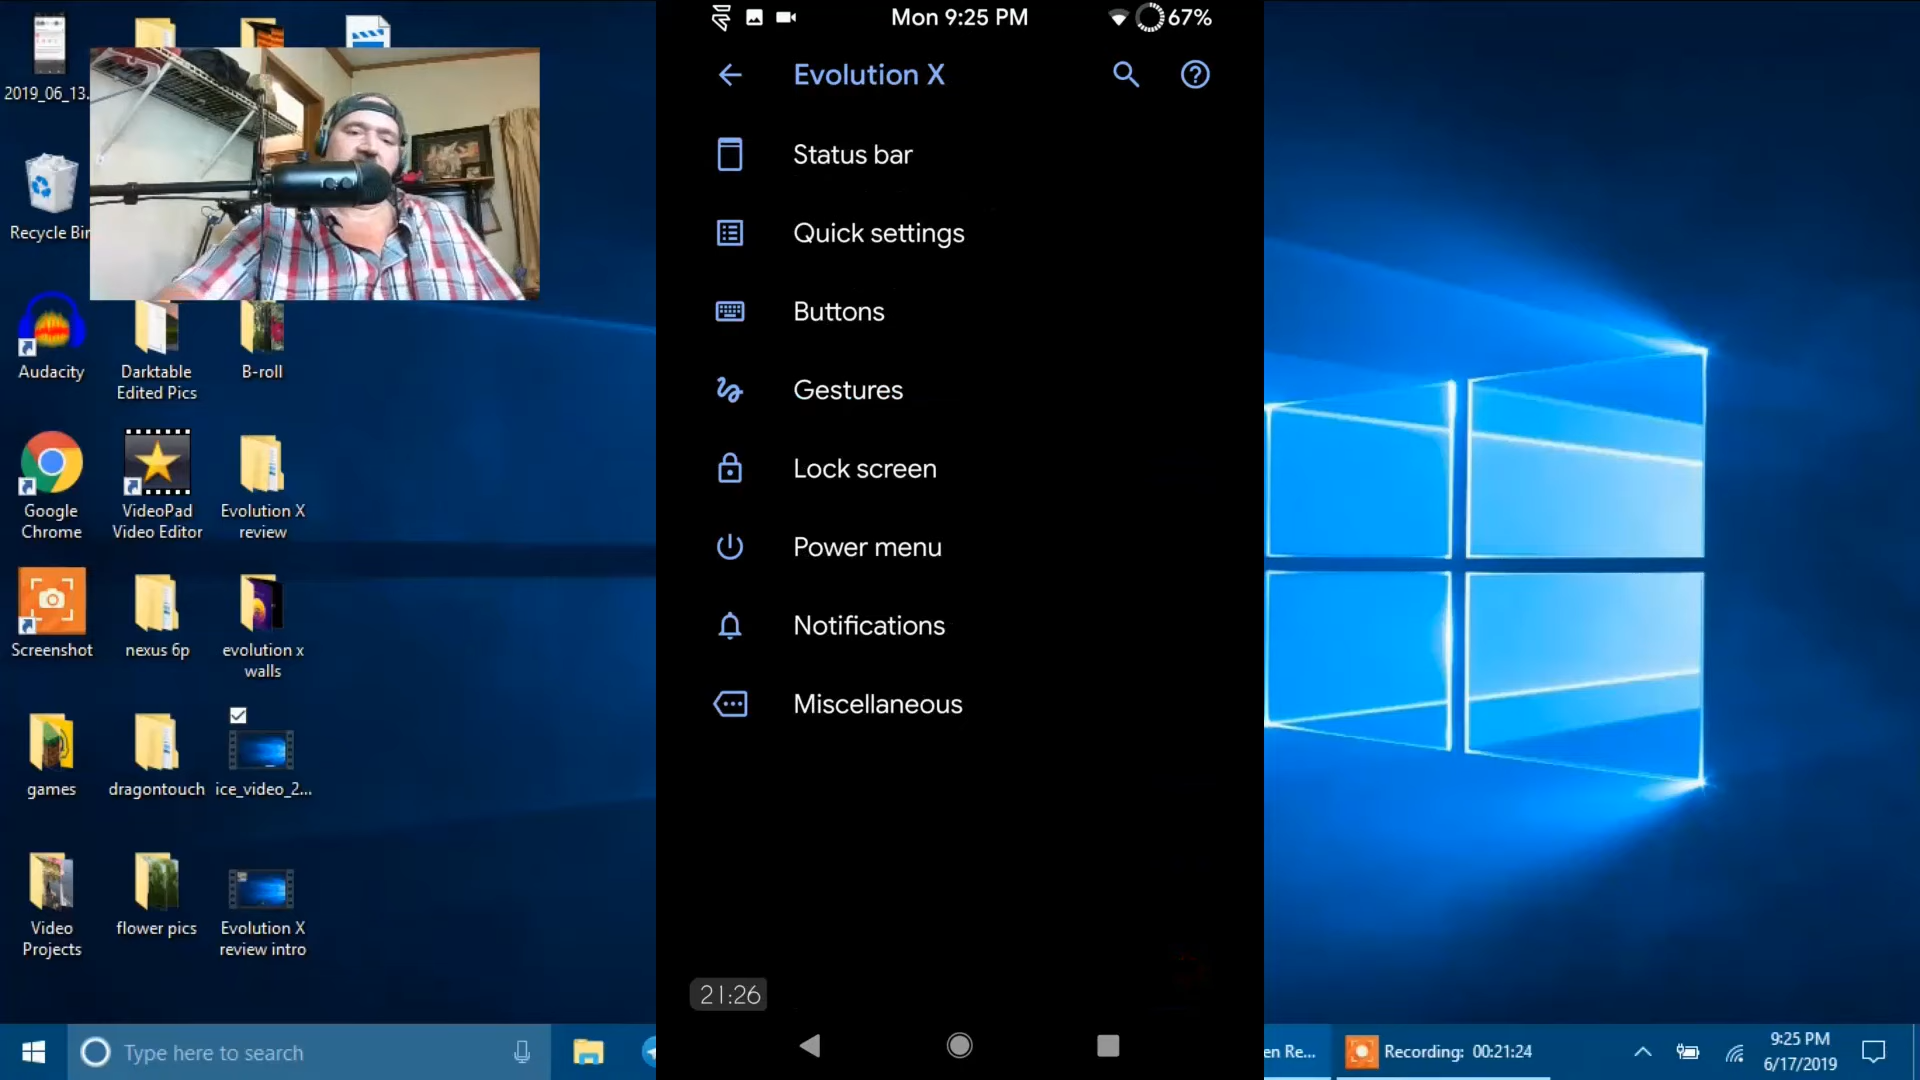 2019_06_13.
Recycle Bin
Audacity
Darktable
Edited Pics
B-roll
Google
Chrome
VideoPad
Video Editor
Evolution X
review
Screenshot
nexus 6p
evolution x
walls
games
dragontouch
ice_video_2...
Video
Projects
flower pics
Evolution X
review intro
Mon 9:25 PM
67%
Evolution X
Status bar
Quick settings
Buttons
Gestures
Lock screen
Power menu
Notifications
Miscellaneous
21:26
Type here to search
en Re...
Recording: 00:21:24
9:25 PM
6/17/2019